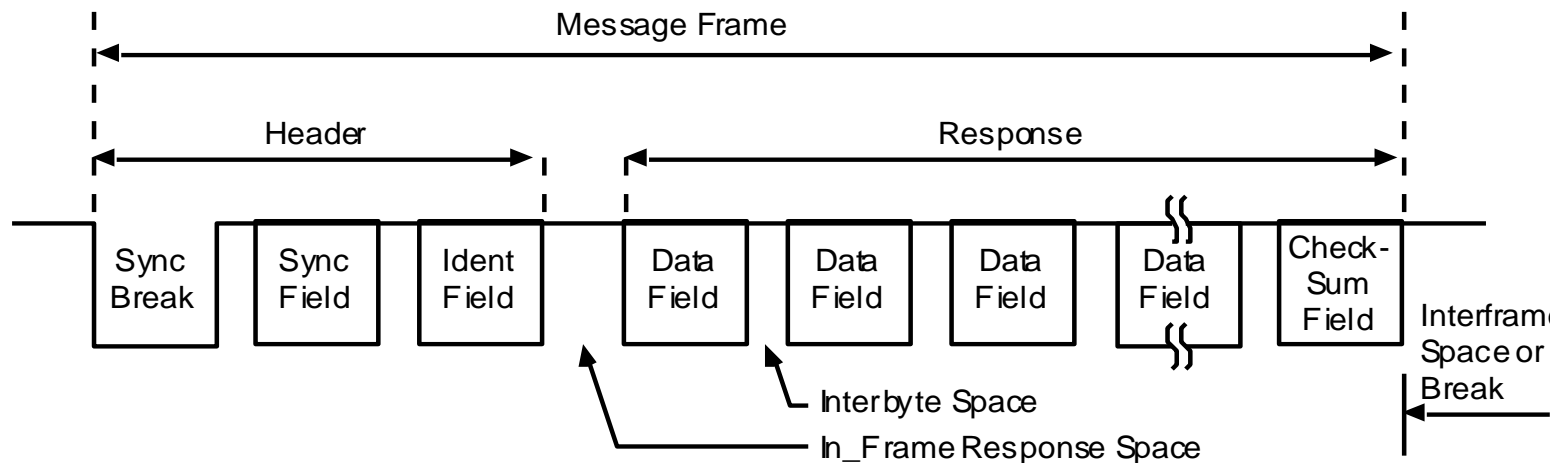 Message Frame
Header
Response
Sync
Break
Sync
Field
Ident
Field
Data
Field
Data
Field
Data
Field
Data
Field
Check-
Sum
Field
Interframe
Space or
Break
Interbyte Space
In_Frame Response Space